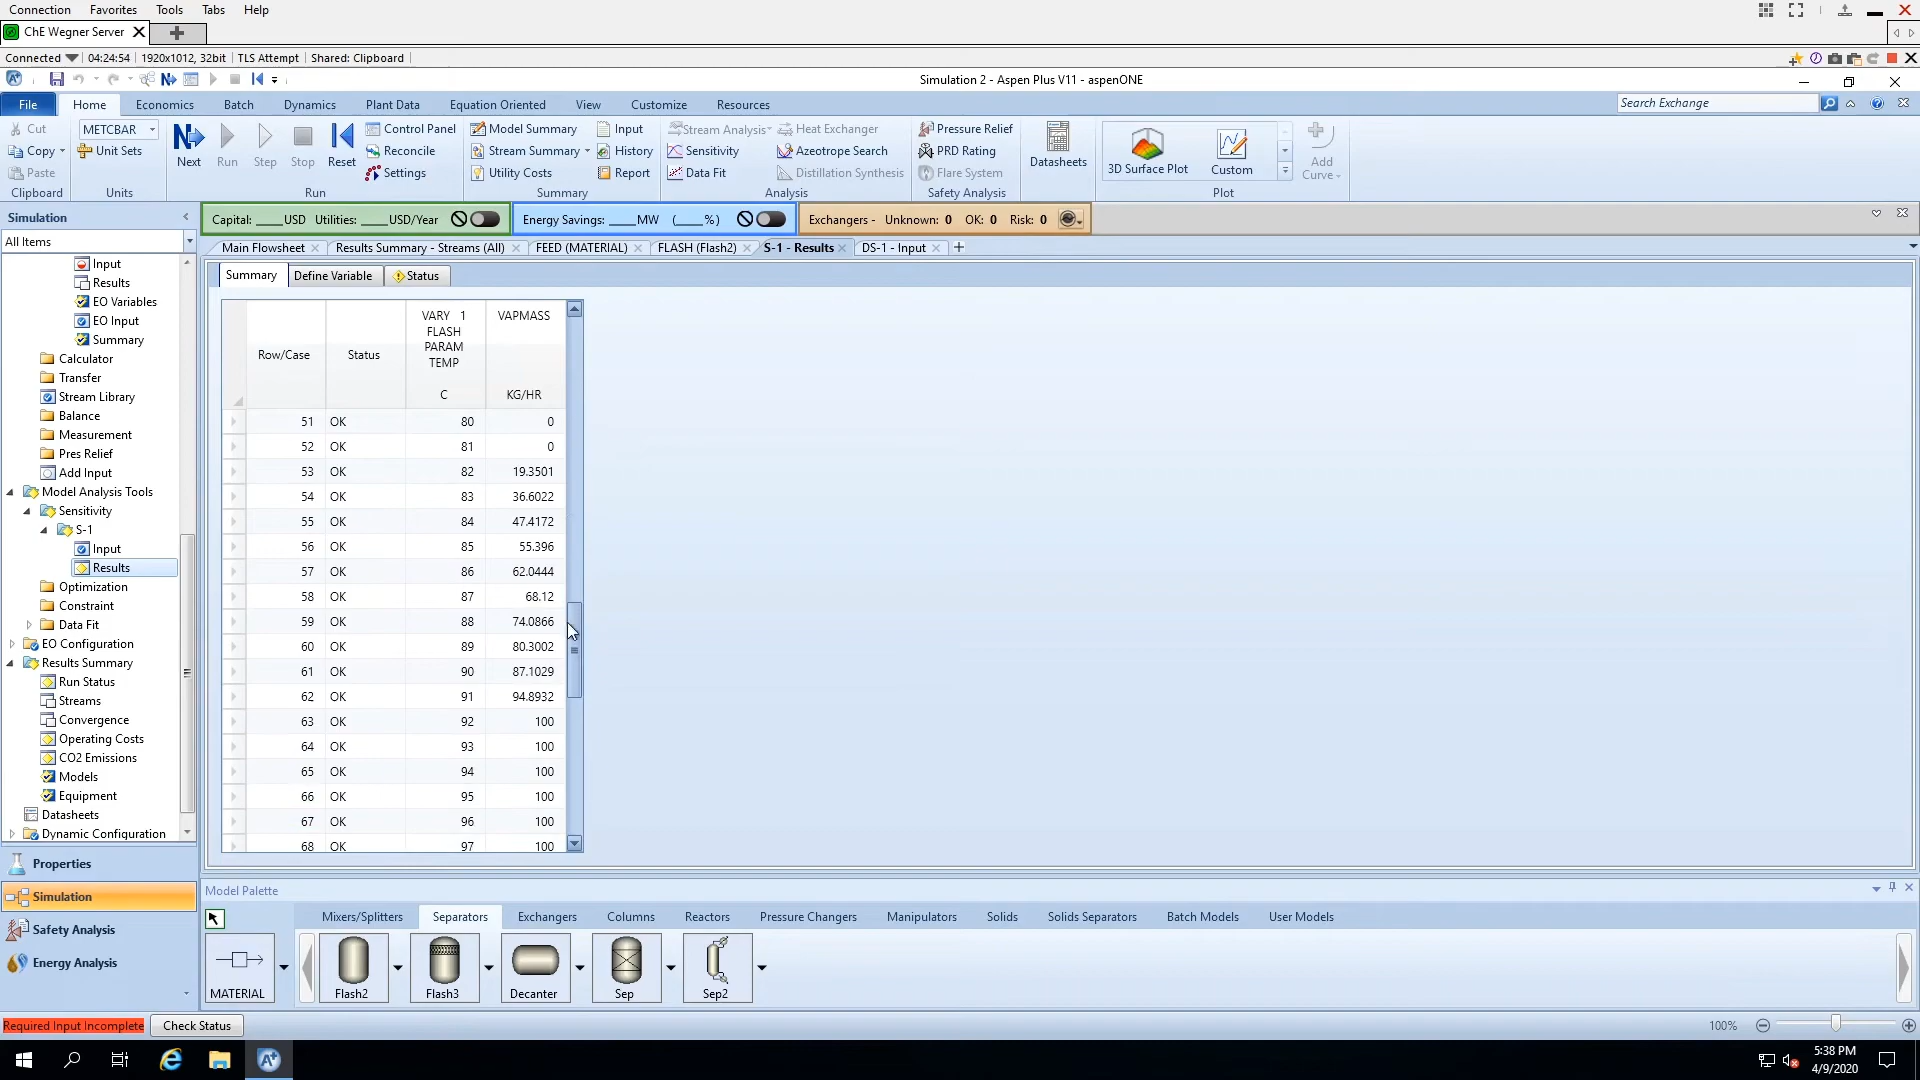 Connection Favorites Tools Tabs Help
ChE Wegner Server
Connected 04:24:54 1920x1012, 32bit TLS Attempt Shared: Clipboard
Simulation 2 - Aspen Plus V11 - aspenONE
File Home Economics Batch Dynamics Plant Data Equation Oriented View Customize Resources
Search Exchange
Cut METCBAR Control Panel Model Summary Input Stream Analysis Heat Exchanger Pressure Relief
Copy Unit Sets Next Run Step Stop Reset Reconcile Stream Summary History Sensitivity Azeotrope Search PRD Rating Datasheets 3D Surface Plot Custom Add Curve
Paste Settings Utility Costs Report Data Fit Distillation Synthesis Flare System
Clipboard Units Run Summary Analysis Safety Analysis Plot
Simulation
Capital: ____USD Utilities: ____USD/Year Energy Savings: ____MW (____%) Exchangers - Unknown: 0 OK: 0 Risk: 0
All Items
Main Flowsheet Results Summary - Streams (All) FEED (MATERIAL) FLASH (Flash2) S-1 - Results DS-1 - Input
Summary Define Variable Status
Input
Results
EO Variables
EO Input
Summary
Calculator
Transfer
Stream Library
Balance
Measurement
Pres Relief
Add Input
Model Analysis Tools
Sensitivity
S-1
Input
Results
Optimization
Constraint
Data Fit
EO Configuration
Results Summary
Run Status
Streams
Convergence
Operating Costs
CO2 Emissions
Models
Equipment
Datasheets
Dynamic Configuration
Properties
Simulation
Safety Analysis
Energy Analysis
Row/Case Status VARY 1 FLASH PARAM TEMP C VAPMASS KG/HR
51 OK 80 0
52 OK 81 0
53 OK 82 19.3501
54 OK 83 36.6022
55 OK 84 47.4172
56 OK 85 55.396
57 OK 86 62.0444
58 OK 87 68.12
59 OK 88 74.0866
60 OK 89 80.3002
61 OK 90 87.1029
62 OK 91 94.8932
63 OK 92 100
64 OK 93 100
65 OK 94 100
66 OK 95 100
67 OK 96 100
68 OK 97 100
Model Palette
Mixers/Splitters Separators Exchangers Columns Reactors Pressure Changers Manipulators Solids Solids Separators Batch Models User Models
MATERIAL Flash2 Flash3 Decanter Sep Sep2
Required Input Incomplete Check Status 100%
5:38 PM
4/9/2020